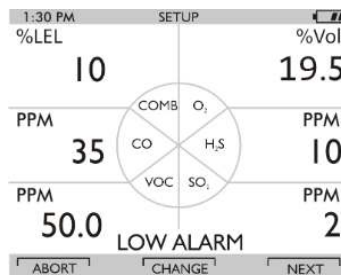 1:30 PM SETUP
%LEL %Vol
10 19.5
COMB O₂
PPM PPM
35 CO H₂S 10
PPM VOC SO₂ PPM
50.0 2
LOW ALARM
ABORT CHANGE NEXT